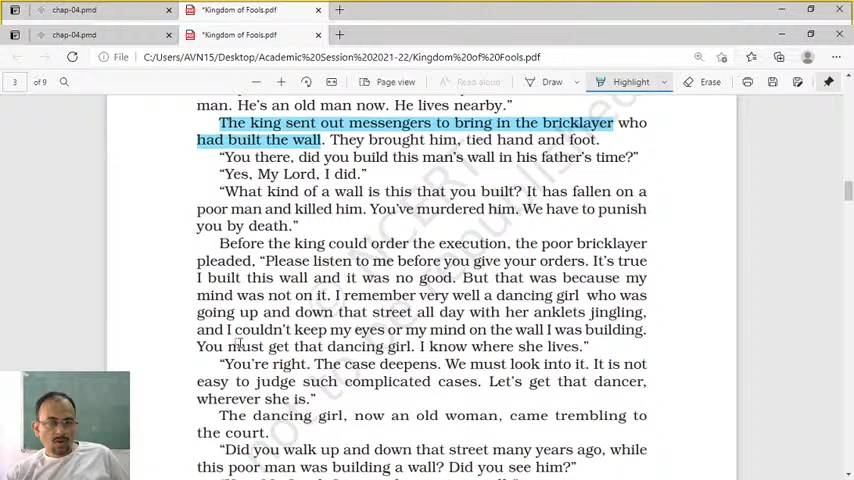 chap-04.pmd
*Kingdom of Fools.pdf
chap-04.pmd
*Kingdom of Fools.pdf
File
C:/Users/AVN15/Desktop/Academic%20Session%202021-22/Kingdom%20of%20Fools.pdf
3 of 9
Page view
Read aloud
Draw
Highlight
Erase
man. He's an old man now. He lives nearby.”
The king sent out messengers to bring in the bricklayer who
had built the wall. They brought him, tied hand and foot.
“You there, did you build this man's wall in his father's time?”
“Yes, My Lord, I did.”
“What kind of a wall is this that you built? It has fallen on a
poor man and killed him. You've murdered him. We have to punish
you by death.”
Before the king could order the execution, the poor bricklayer
pleaded, “Please listen to me before you give your orders. It's true
I built this wall and it was no good. But that was because my
mind was not on it. I remember very well a dancing girl who was
going up and down that street all day with her anklets jingling,
and I couldn't keep my eyes or my mind on the wall I was building.
You must get that dancing girl. I know where she lives.”
“You're right. The case deepens. We must look into it. It is not
easy to judge such complicated cases. Let's get that dancer,
wherever she is.”
The dancing girl, now an old woman, came trembling to
the court.
“Did you walk up and down that street many years ago, while
this poor man was building a wall? Did you see him?”
© NCERT
not to be republished